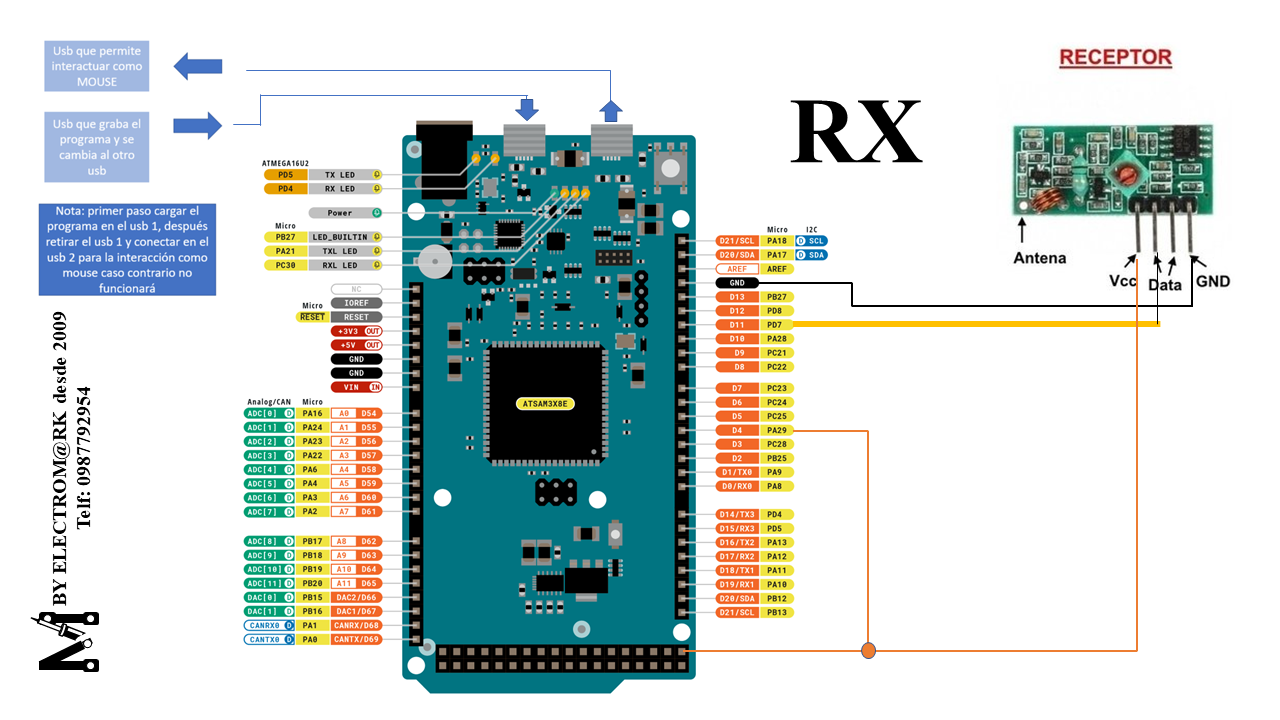 Usb que permite
interactuar como
MOUSE
Usb que graba el
programa y se
cambia al otro
usb
Nota: primer paso cargar el
programa en el usb 1, después
retirar el usb 1 y conectar en el
usb 2 para la interacción como
mouse caso contrario no
funcionará
BY ELECTROM@RK desde 2009
Telf: 0987792954
RX
RECEPTOR
Antena
Vcc
Data
GND
ATMEGA16U2
PD5 TX LED
PD4 RX LED
Power
Micro
PB27 LED_BUILTIN
PA21 TXL LED
PC30 RXL LED
NC
IOREF
Micro
RESET RESET
+3V3 OUT
+5V OUT
GND
GND
VIN IN
Analog/CAN Micro
ADC[0] D PA16 A0 D54
ADC[1] D PA24 A1 D55
ADC[2] D PA23 A2 D56
ADC[3] D PA22 A3 D57
ADC[4] D PA6 A4 D58
ADC[5] D PA4 A5 D59
ADC[6] D PA3 A6 D60
ADC[7] D PA2 A7 D61
ADC[8] D PB17 A8 D62
ADC[9] D PB18 A9 D63
ADC[10] D PB19 A10 D64
ADC[11] D PB20 A11 D65
DAC[0] D PB15 DAC2/D66
DAC[1] D PB16 DAC1/D67
CANRX0 D PA1 CANRX/D68
CANTX0 D PA0 CANTX/D69
ATSAM3X8E
Micro I2C
D21/SCL PA18 D SCL
D20/SDA PA17 D SDA
AREF AREF
GND
D13 PB27
D12 PD8
D11 PD7
D10 PA28
D9 PC21
D8 PC22
D7 PC23
D6 PC24
D5 PC25
D4 PA29
D3 PC28
D2 PB25
D1/TX0 PA9
D0/RX0 PA8
D14/TX3 PD4
D15/RX3 PD5
D16/TX2 PA13
D17/RX2 PA12
D18/TX1 PA11
D19/RX1 PA10
D20/SDA PB12
D21/SCL PB13